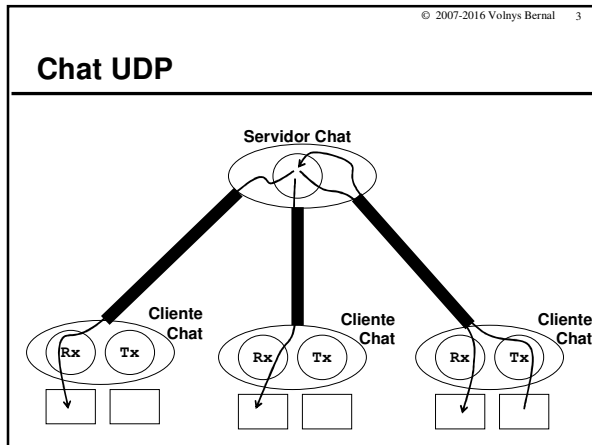 © 2007-2016 Volnys Bernal 3
Chat UDP
Servidor Chat
Cliente
Chat
Rx Tx
Cliente
Chat
Rx Tx
Cliente
Chat
Rx Tx